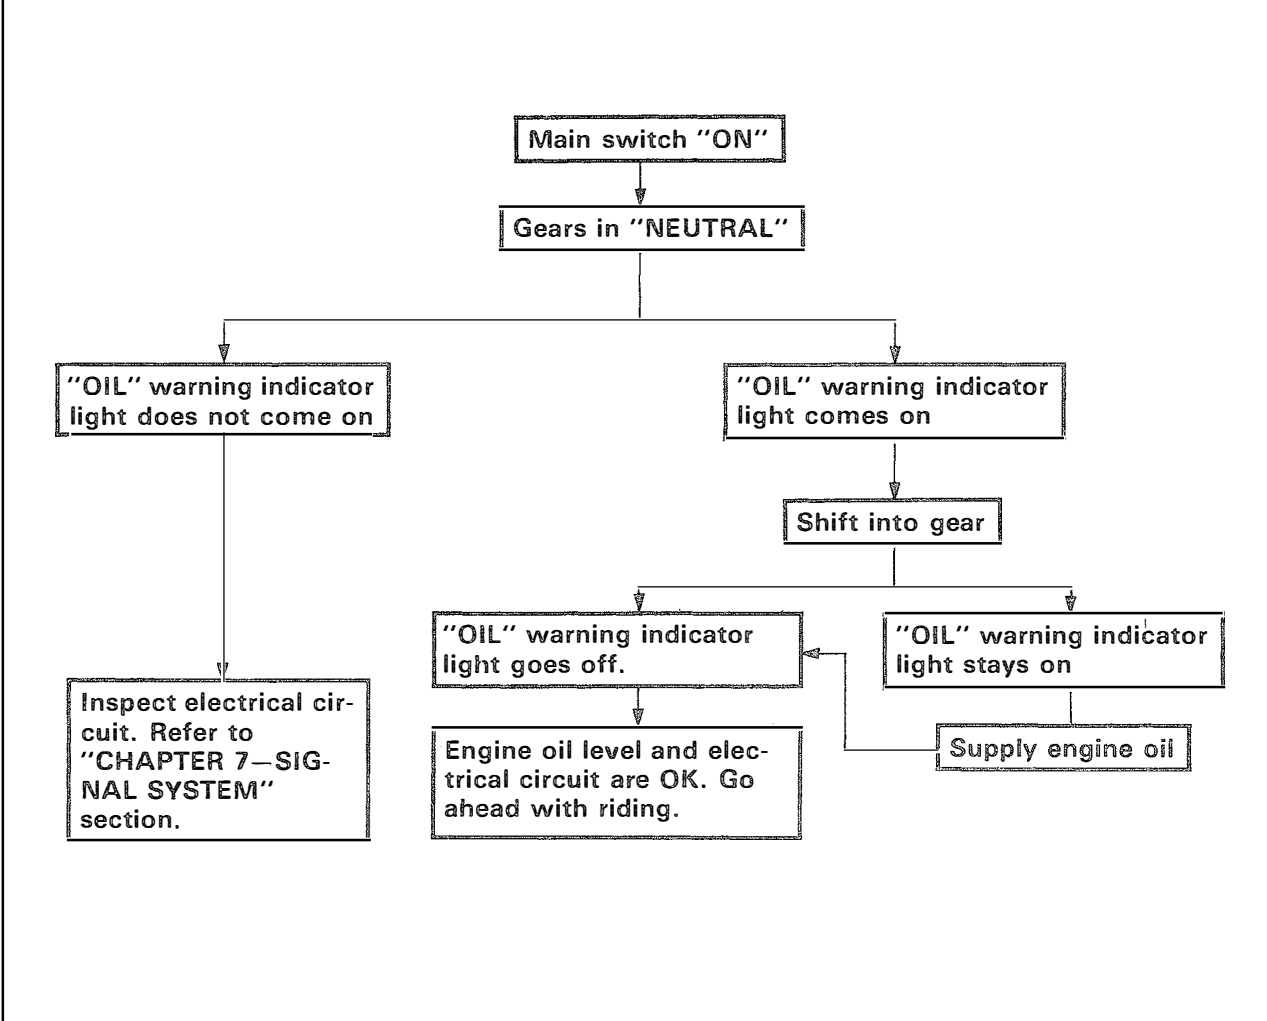 Main switch "ON"
Gears in "NEUTRAL"
"OIL" warning indicator
light does not come on
"OIL" warning indicator
light comes on
Shift into gear
"OIL" warning indicator
light goes off.
"OIL" warning indicator
light stays on
Inspect electrical cir-
cuit. Refer to
"CHAPTER 7—SIG-
NAL SYSTEM"
section.
Engine oil level and elec-
trical circuit are OK. Go
ahead with riding.
Supply engine oil